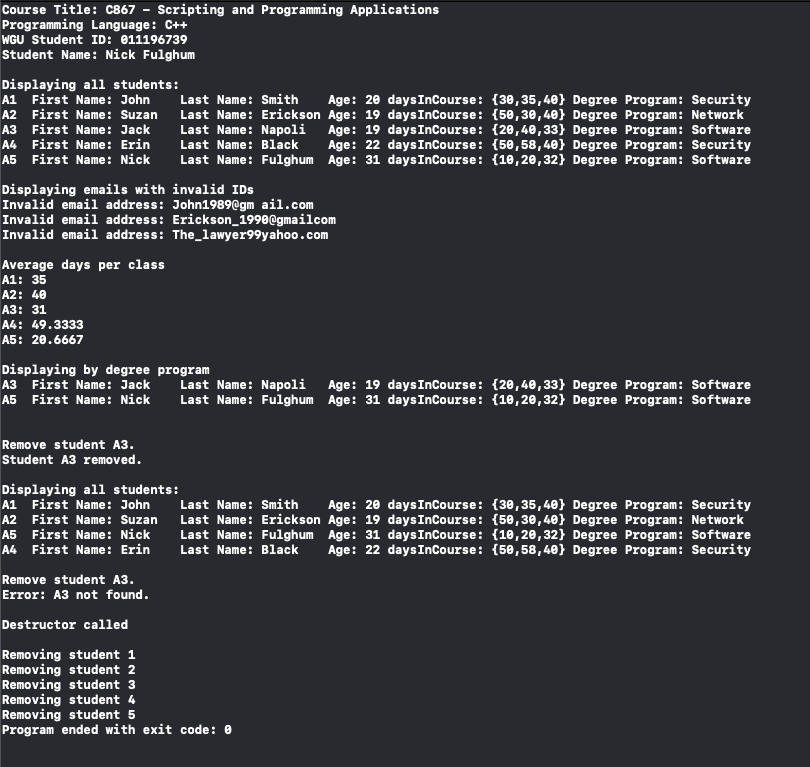 Course Title: C867 - Scripting and Programming Applications
Programming Language: C++
WGU Student ID: 011196739
Student Name: Nick Fulghum
Displaying all students:
A1 First Name: John Last Name: Smith Age: 20 daysInCourse: {30,35,40} Degree Program: Security
A2 First Name: Suzan Last Name: Erickson Age: 19 daysInCourse: {50,30,40} Degree Program: Network
A3 First Name: Jack Last Name: Napoli Age: 19 daysInCourse: {20,40,33} Degree Program: Software
A4 First Name: Erin Last Name: Black Age: 22 daysInCourse: {50,58,40} Degree Program: Security
A5 First Name: Nick Last Name: Fulghum Age: 31 daysInCourse: {10,20,32} Degree Program: Software
Displaying emails with invalid IDs
Invalid email address: John1989@gm ail.com
Invalid email address: Erickson_1990@gmailcom
Invalid email address: The_lawyer99yahoo.com
Average days per class
A1: 35
A2: 40
A3: 31
A4: 49.3333
A5: 20.6667
Displaying by degree program
A3 First Name: Jack Last Name: Napoli Age: 19 daysInCourse: {20,40,33} Degree Program: Software
A5 First Name: Nick Last Name: Fulghum Age: 31 daysInCourse: {10,20,32} Degree Program: Software
Remove student A3.
Student A3 removed.
Displaying all students:
A1 First Name: John Last Name: Smith Age: 20 daysInCourse: {30,35,40} Degree Program: Security
A2 First Name: Suzan Last Name: Erickson Age: 19 daysInCourse: {50,30,40} Degree Program: Network
A5 First Name: Nick Last Name: Fulghum Age: 31 daysInCourse: {10,20,32} Degree Program: Software
A4 First Name: Erin Last Name: Black Age: 22 daysInCourse: {50,58,40} Degree Program: Security
Remove student A3.
Error: A3 not found.
Destructor called
Removing student 1
Removing student 2
Removing student 3
Removing student 4
Removing student 5
Program ended with exit code: 0